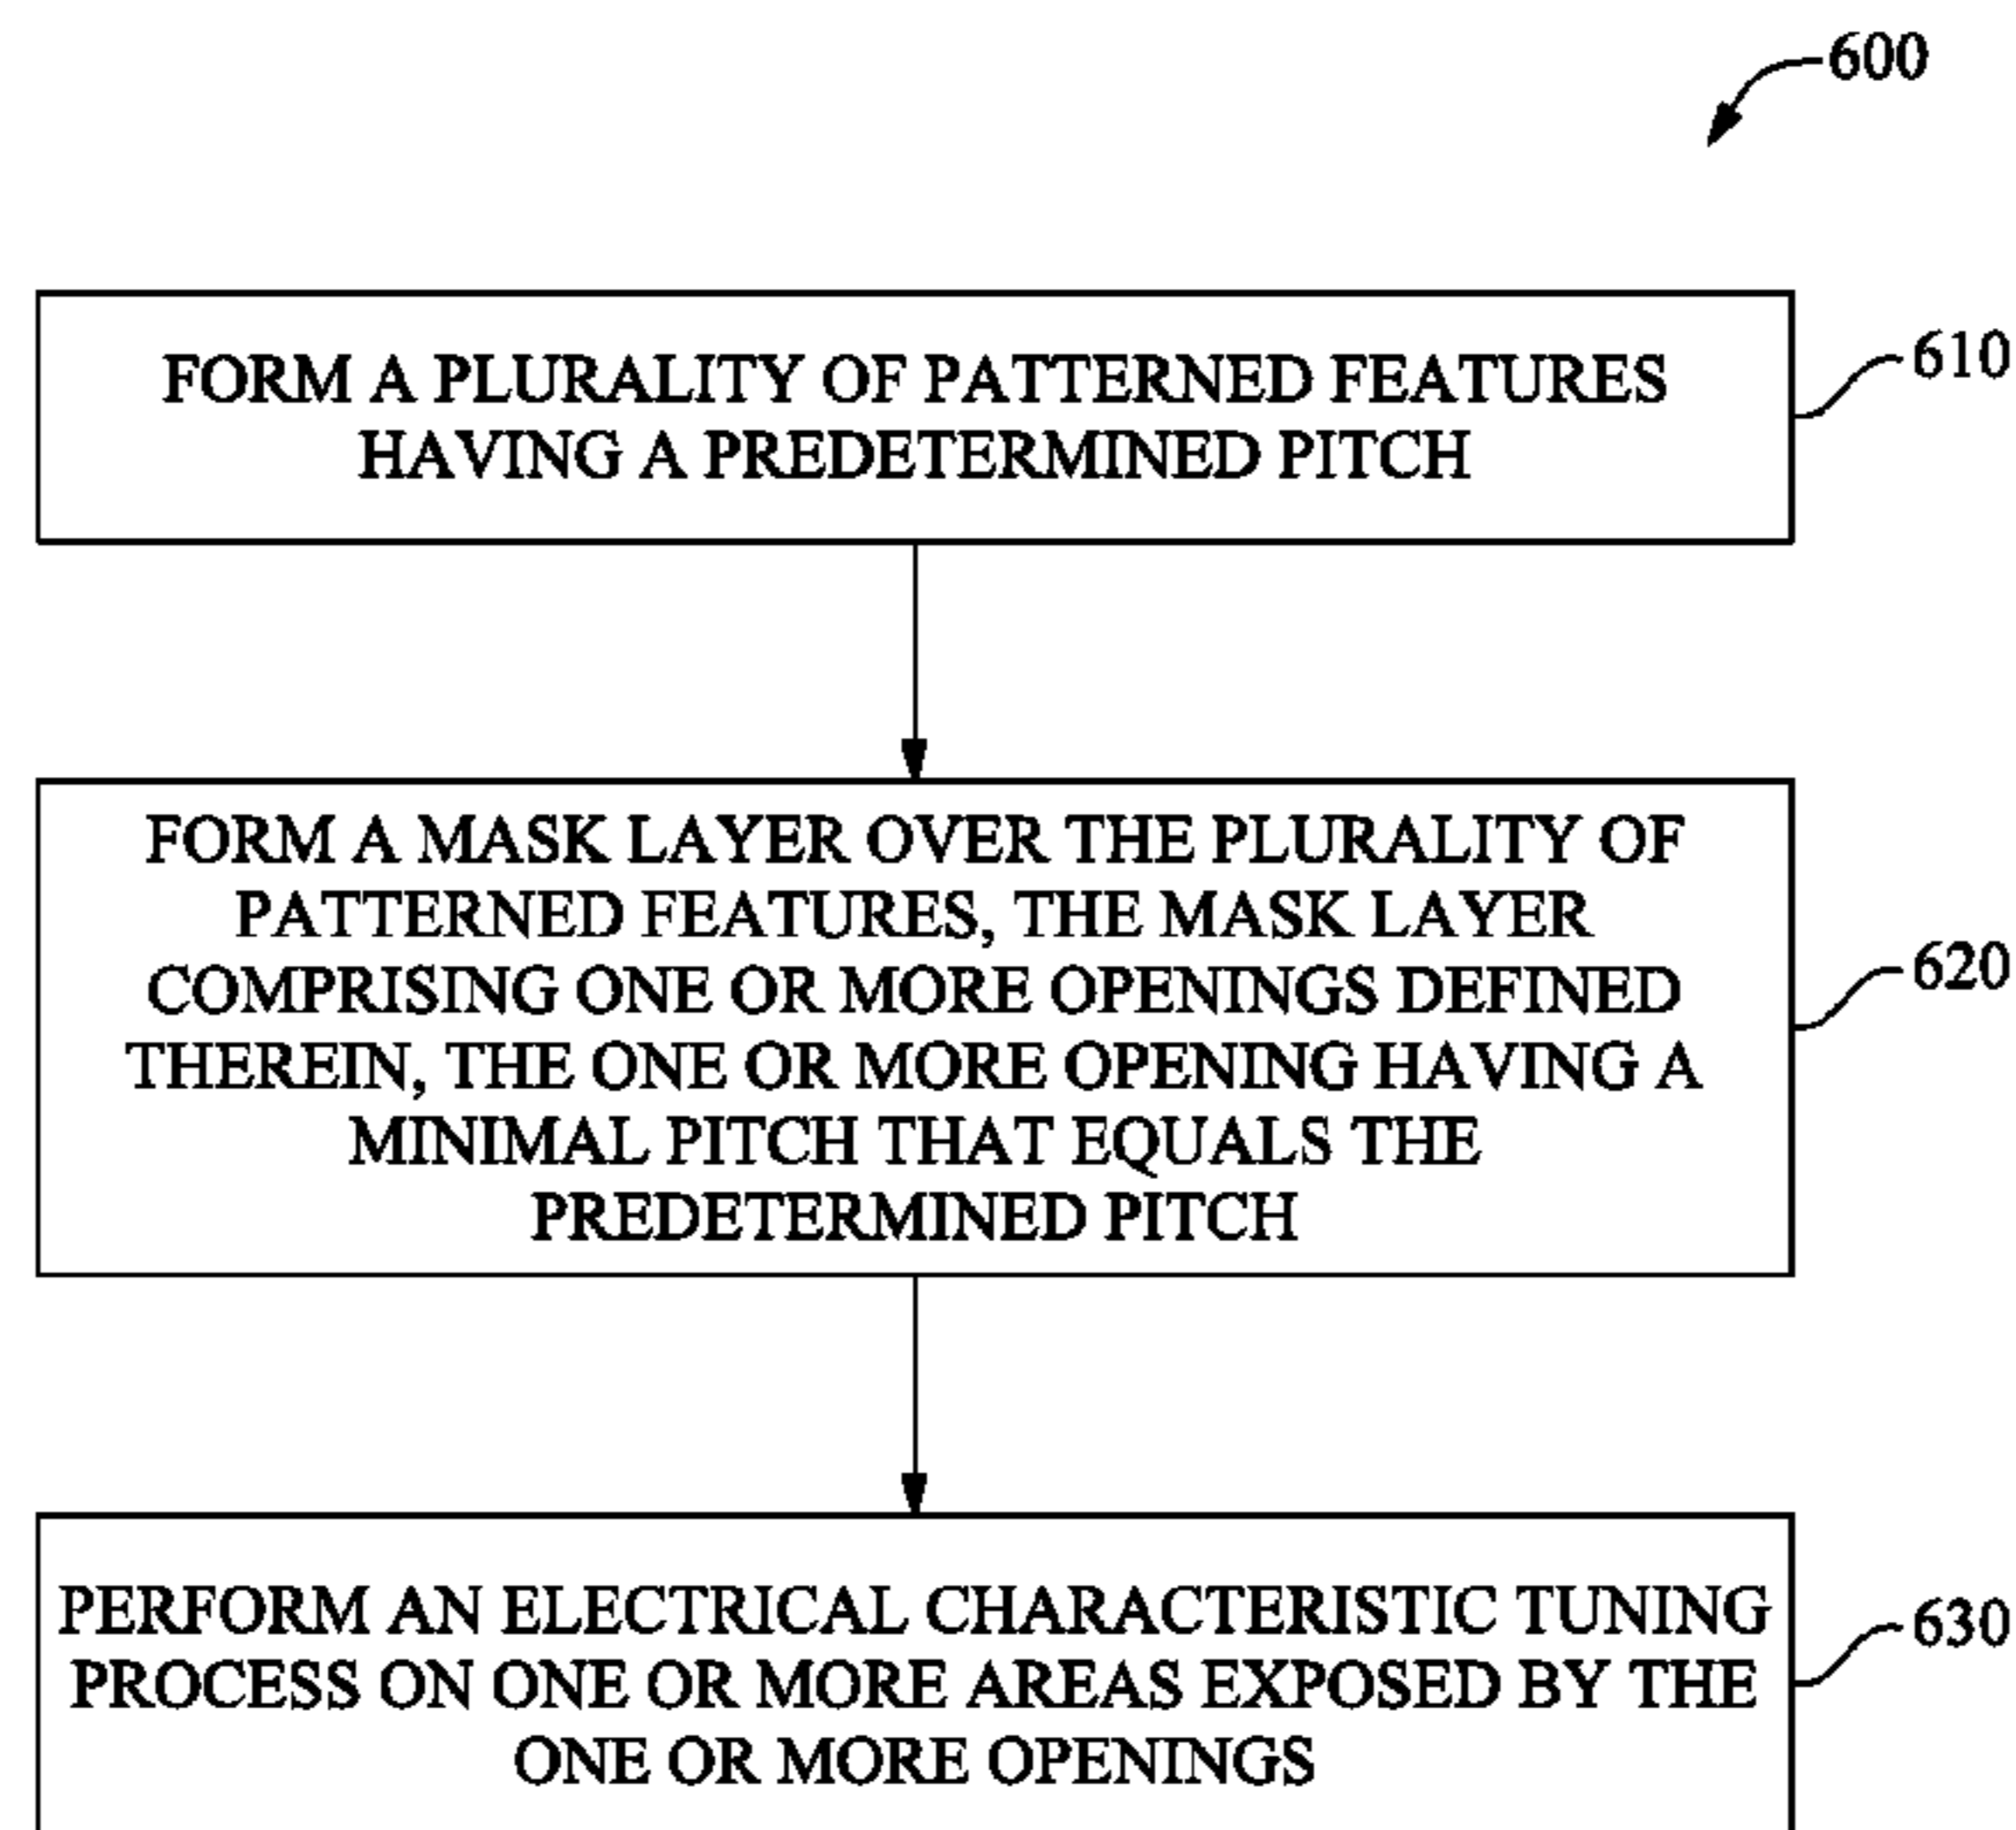 600
FORM A PLURALITY OF PATTERNED FEATURES
HAVING A PREDETERMINED PITCH
610
FORM A MASK LAYER OVER THE PLURALITY OF
PATTERNED FEATURES, THE MASK LAYER
COMPRISING ONE OR MORE OPENINGS DEFINED
THEREIN, THE ONE OR MORE OPENING HAVING A
MINIMAL PITCH THAT EQUALS THE
PREDETERMINED PITCH
620
PERFORM AN ELECTRICAL CHARACTERISTIC TUNING
PROCESS ON ONE OR MORE AREAS EXPOSED BY THE
ONE OR MORE OPENINGS
630